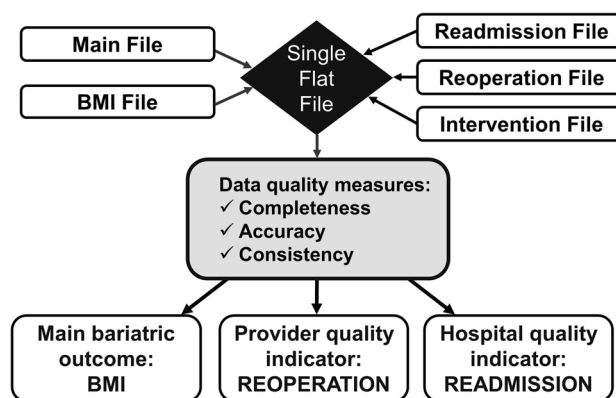 Main File
BMI File
Single
Flat
File
Readmission File
Reoperation File
Intervention File
Data quality measures:
✓ Completeness
✓ Accuracy
✓ Consistency
Main bariatric
outcome:
BMI
Provider quality
indicator:
REOPERATION
Hospital quality
indicator:
READMISSION